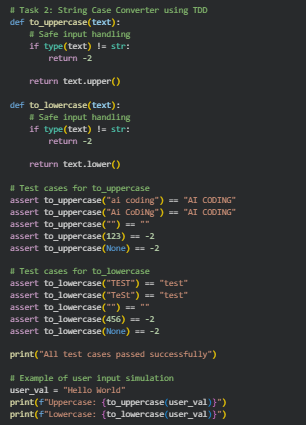 # Task 2: String Case Converter using TDD
def to_uppercase(text):
    # Safe input handling
    if type(text) != str:
        return -2

    return text.upper()

def to_lowercase(text):
    # Safe input handling
    if type(text) != str:
        return -2

    return text.lower()

# Test cases for to_uppercase
assert to_uppercase("ai coding") == "AI CODING"
assert to_uppercase("Ai CoDiNg") == "AI CODING"
assert to_uppercase("") == ""
assert to_uppercase(123) == -2
assert to_uppercase(None) == -2

# Test cases for to_lowercase
assert to_lowercase("TEST") == "test"
assert to_lowercase("TeSt") == "test"
assert to_lowercase("") == ""
assert to_lowercase(456) == -2
assert to_lowercase(None) == -2

print("All test cases passed successfully")

# Example of user input simulation
user_val = "Hello World"
print(f"Uppercase: {to_uppercase(user_val)}")
print(f"Lowercase: {to_lowercase(user_val)}")